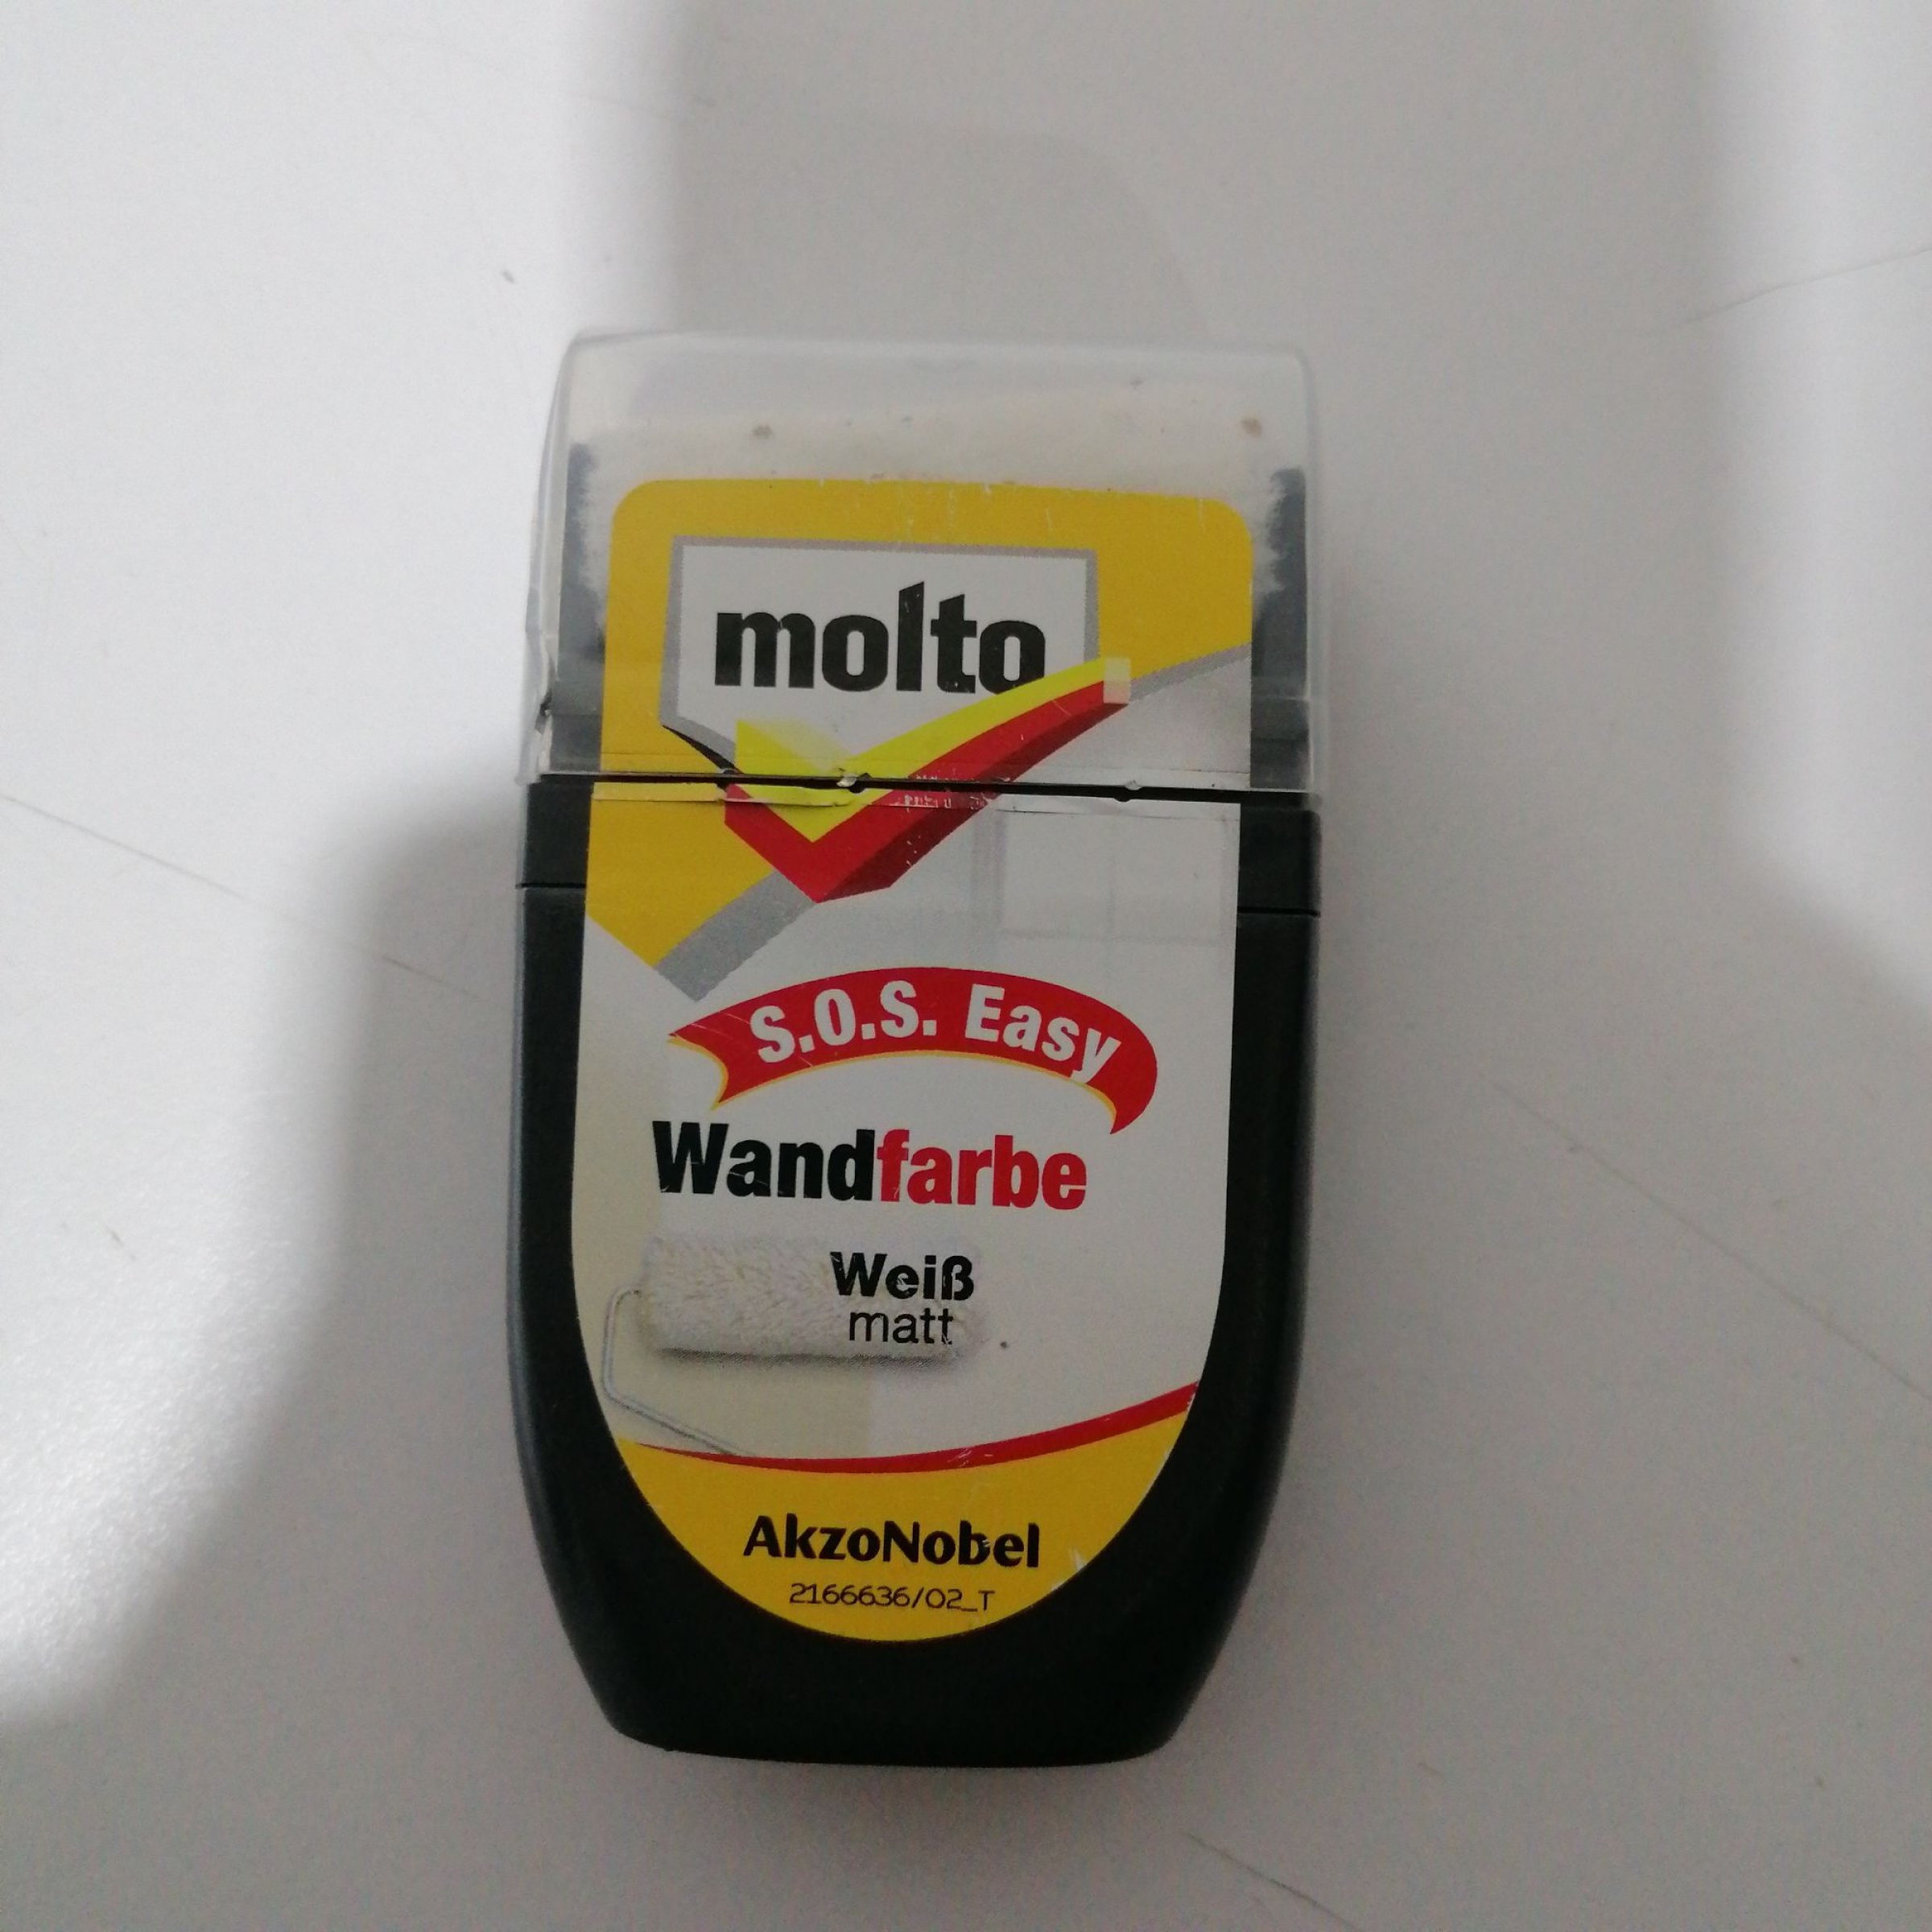 molto
S.O.S. Easy
Wandfarbe
Weiß
matt
AkzoNobel
2166636/02_T